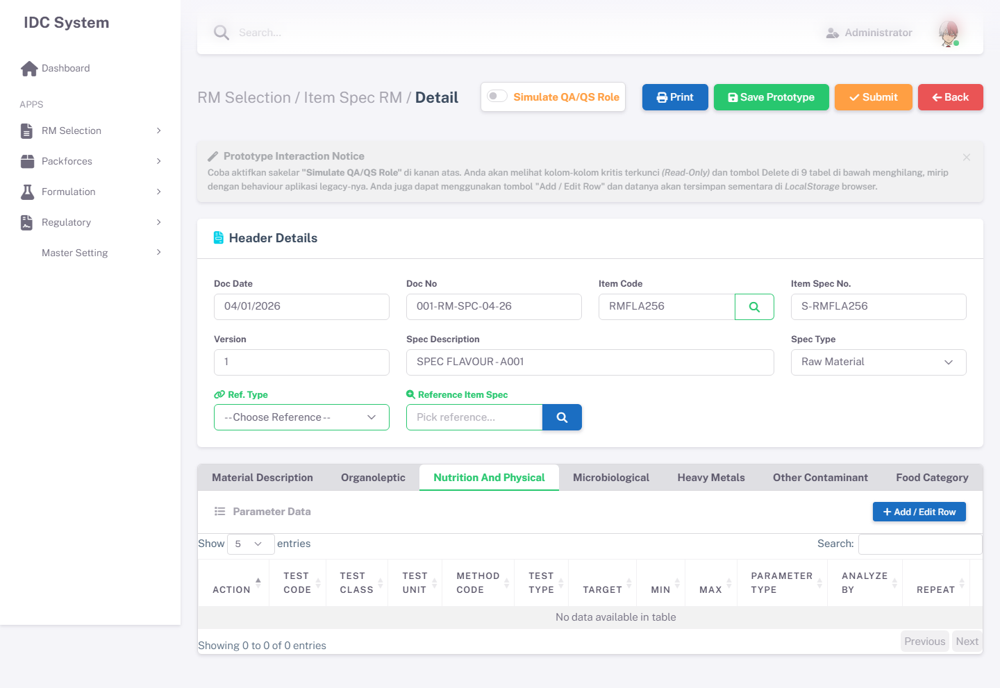 IDC System
Search...
Administrator
Dashboard
APPS
RM Selection
Packforces
Formulation
Regulatory
Master Setting
RM Selection / Item Spec RM / Detail
Simulate QA/QS Role
Print
Save Prototype
Submit
Back
Prototype Interaction Notice
Coba aktifkan sakelar "Simulate QA/QS Role" di kanan atas. Anda akan melihat kolom-kolom kritis terkunci (Read-Only) dan tombol Delete di 9 tabel di bawah menghilang, mirip
dengan behaviour aplikasi legacy-nya. Anda juga dapat menggunakan tombol "Add / Edit Row" dan datanya akan tersimpan sementara di LocalStorage browser.
Header Details
Doc Date
Doc No
Item Code
Item Spec No.
04/01/2026
001-RM-SPC-04-26
RMFLA256
S-RMFLA256
Version
Spec Description
Spec Type
1
SPEC FLAVOUR - A001
Raw Material
Ref. Type
Reference Item Spec
-- Choose Reference --
Pick reference...
Material Description
Organoleptic
Nutrition And Physical
Microbiological
Heavy Metals
Other Contaminant
Food Category
Parameter Data
Add / Edit Row
Show 5 entries
Search:
ACTION
TEST CODE
TEST CLASS
TEST UNIT
METHOD CODE
TEST TYPE
TARGET
MIN
MAX
PARAMETER TYPE
ANALYZE BY
REPEAT
No data available in table
Showing 0 to 0 of 0 entries
Previous
Next